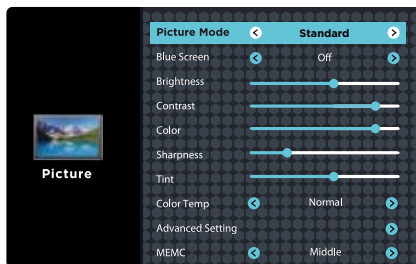 Picture Mode Standard
Blue Screen Off
Brightness
Contrast
Color
Sharpness
Picture
Tint
Color Temp Normal
Advanced Setting
MEMC Middle